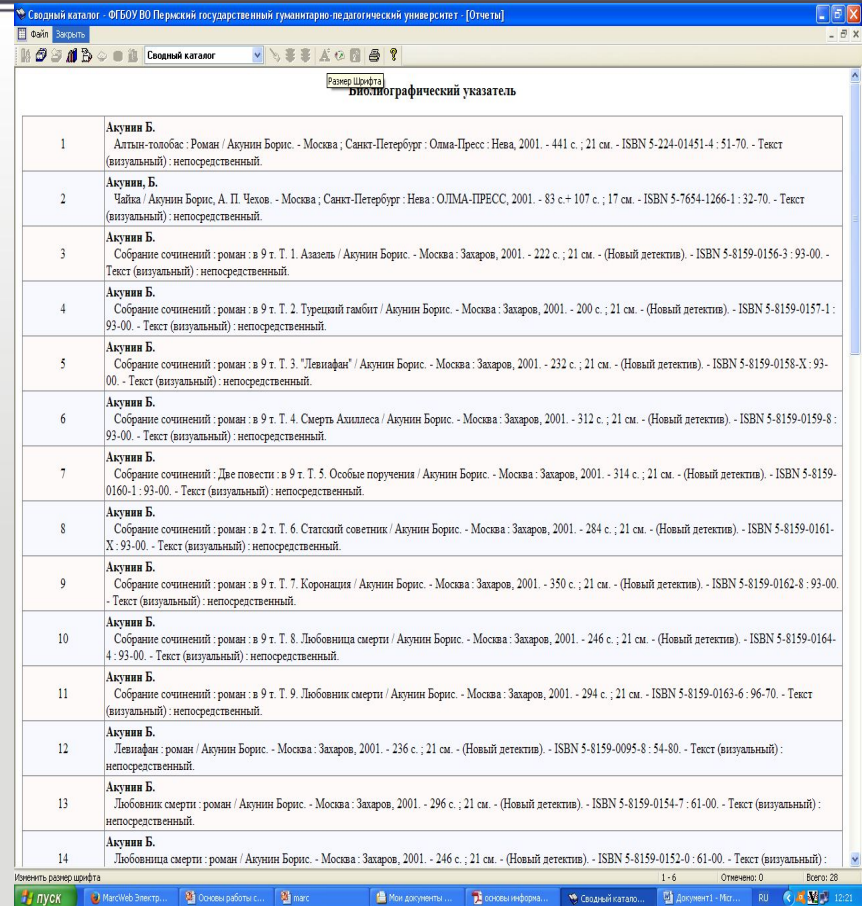 Сводный каталог - ФГБОУ ВО Пермский государственный гуманитарно-педагогический университет - [Отчеты]
Файл Закрыть
Сводный каталог
Размер Шрифта
Библиографический указатель
1
Акунин Б.
Алтын-толобас : Роман / Акунин Борис. - Москва ; Санкт-Петербург : Олма-Пресс : Нева, 2001. - 441 с. ; 21 см. - ISBN 5-224-01451-4 : 51-70. - Текст
(визуальный) : непосредственный.
2
Акунин, Б.
Чайка / Акунин Борис, А. П. Чехов. - Москва ; Санкт-Петербург : Нева : ОЛМА-ПРЕСС, 2001. - 83 с.+ 107 с. ; 17 см. - ISBN 5-7654-1266-1 : 32-70. - Текст
(визуальный) : непосредственный.
3
Акунин Б.
Собрание сочинений : роман : в 9 т. Т. 1. Азазель / Акунин Борис. - Москва : Захаров, 2001. - 222 с. ; 21 см. - (Новый детектив). - ISBN 5-8159-0156-3 : 93-00. -
Текст (визуальный) : непосредственный.
4
Акунин Б.
Собрание сочинений : роман : в 9 т. Т. 2. Турецкий гамбит / Акунин Борис. - Москва : Захаров, 2001. - 200 с. ; 21 см. - (Новый детектив). - ISBN 5-8159-0157-1 :
93-00. - Текст (визуальный) : непосредственный.
5
Акунин Б.
Собрание сочинений : роман : в 9 т. Т. 3. "Левиафан" / Акунин Борис. - Москва : Захаров, 2001. - 232 с. ; 21 см. - (Новый детектив). - ISBN 5-8159-0158-X : 93-
00. - Текст (визуальный) : непосредственный.
6
Акунин Б.
Собрание сочинений : роман : в 9 т. Т. 4. Смерть Ахиллеса / Акунин Борис. - Москва : Захаров, 2001. - 312 с. ; 21 см. - (Новый детектив). - ISBN 5-8159-0159-8 :
93-00. - Текст (визуальный) : непосредственный.
7
Акунин Б.
Собрание сочинений : Две повести : в 9 т. Т. 5. Особые поручения / Акунин Борис. - Москва : Захаров, 2001. - 314 с. ; 21 см. - (Новый детектив). - ISBN 5-8159-
0160-1 : 93-00. - Текст (визуальный) : непосредственный.
8
Акунин Б.
Собрание сочинений : роман : в 2 т. Т. 6. Статский советник / Акунин Борис. - Москва : Захаров, 2001. - 284 с. ; 21 см. - (Новый детектив). - ISBN 5-8159-0161-
X : 93-00. - Текст (визуальный) : непосредственный.
9
Акунин Б.
Собрание сочинений : роман : в 9 т. Т. 7. Коронация / Акунин Борис. - Москва : Захаров, 2001. - 350 с. ; 21 см. - (Новый детектив). - ISBN 5-8159-0162-8 : 93-00.
- Текст (визуальный) : непосредственный.
10
Акунин Б.
Собрание сочинений : роман : в 9 т. Т. 8. Любовница смерти / Акунин Борис. - Москва : Захаров, 2001. - 246 с. ; 21 см. - (Новый детектив). - ISBN 5-8159-0164-
4 : 93-00. - Текст (визуальный) : непосредственный.
11
Акунин Б.
Собрание сочинений : роман : в 9 т. Т. 9. Любовник смерти / Акунин Борис. - Москва : Захаров, 2001. - 294 с. ; 21 см. - ISBN 5-8159-0163-6 : 96-70. - Текст
(визуальный) : непосредственный.
12
Акунин Б.
Левиафан : роман / Акунин Борис. - Москва : Захаров, 2001. - 236 с. ; 21 см. - (Новый детектив). - ISBN 5-8159-0095-8 : 54-80. - Текст (визуальный) :
непосредственный.
13
Акунин Б.
Любовник смерти : роман / Акунин Борис. - Москва : Захаров, 2001. - 296 с. ; 21 см. - (Новый детектив). - ISBN 5-8159-0154-7 : 61-00. - Текст (визуальный) :
непосредственный.
14
Акунин Б.
Любовница смерти : роман / Акунин Борис. - Москва : Захаров, 2001. - 246 с. ; 21 см. - (Новый детектив). - ISBN 5-8159-0152-0 : 61-00. - Текст (визуальный) :
Изменить размер шрифта 1 - 6 Отмечено: 0 Всего: 28
пуск MarcWeb Электр... Основы работы с... marc Мои документы ... основы информа... Сводный катало... Документ1 - Micr... RU 12:21